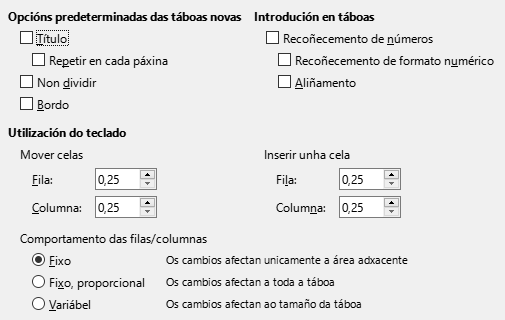 Opcións predeterminadas das táboas novas
Título
Repetir en cada páxina
Non dividir
Bordo
Introdución en táboas
Recoñecemento de números
Recoñecemento de formato numérico
Aliñamento
Utilización do teclado
Mover celas
Fila: 0,25
Columna: 0,25
Inserir unha cela
Fila: 0,25
Columna: 0,25
Comportamento das filas/columnas
Fixo Os cambios afectan unicamente a área adxacente
Fixo, proporcional Os cambios afectan a toda a táboa
Variábel Os cambios afectan ao tamaño da táboa